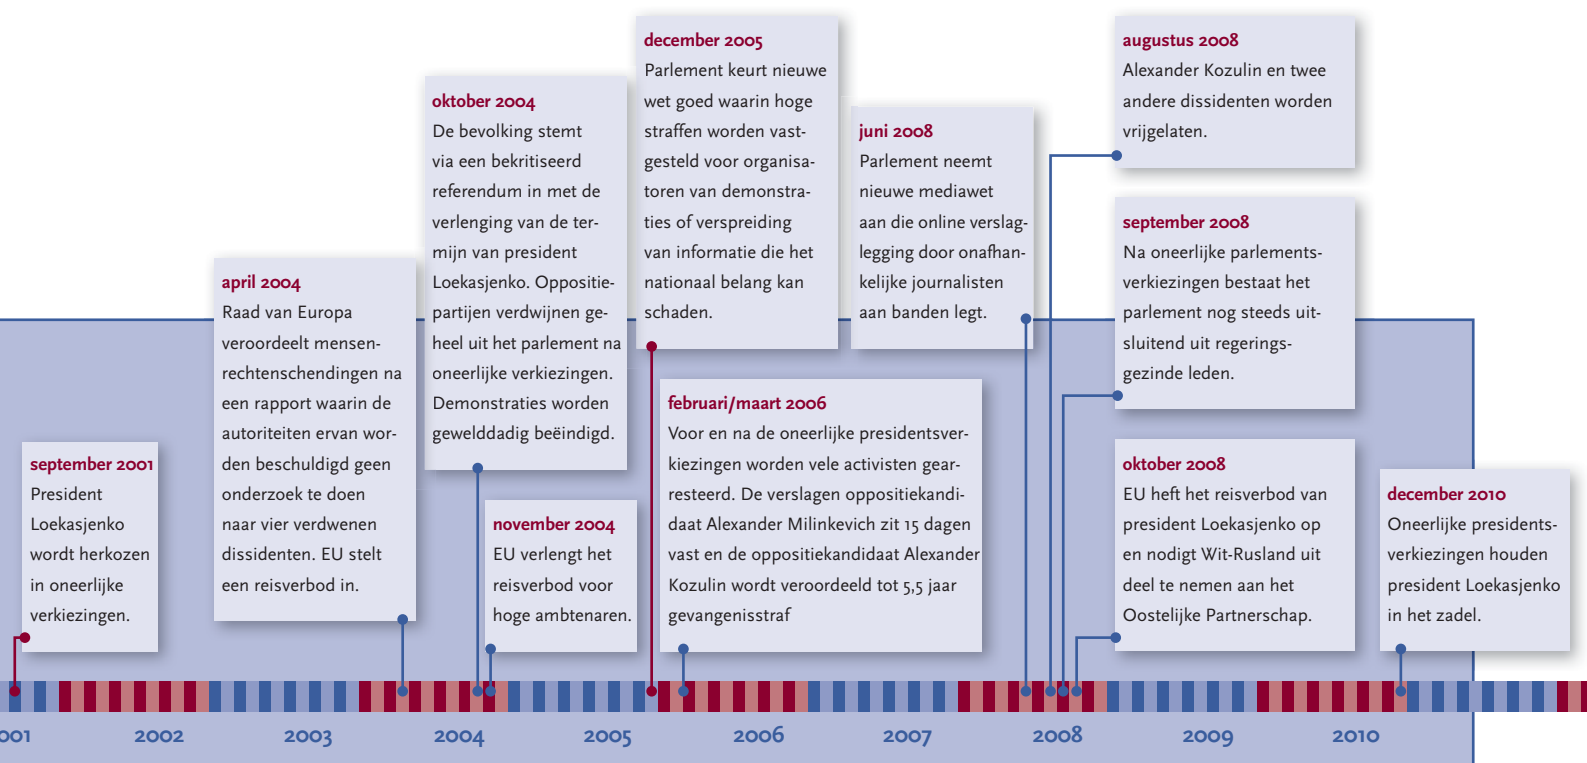 september 2001
President
Loekasjenko
wordt herkozen
in oneerlijke
verkiezingen.
april 2004
Raad van Europa
veroordeelt mensen-
rechtenschendingen na
een rapport waarin de
autoriteiten ervan wor-
den beschuldigd geen
onderzoek te doen
naar vier verdwenen
dissidenten. EU stelt
een reisverbod in.
oktober 2004
De bevolking stemt
via een bekritiseerd
referendum in met de
verlenging van de ter-
mijn van president
Loekasjenko. Oppositie-
partijen verdwijnen ge-
heel uit het parlement na
oneerlijke verkiezingen.
Demonstraties worden
gewelddadig beëindigd.
november 2004
EU verlengt het
reisverbod voor
hoge ambtenaren.
december 2005
Parlement keurt nieuwe
wet goed waarin hoge
straffen worden vast-
gesteld voor organisa-
toren van demonstra-
ties of verspreiding
van informatie die het
nationaal belang kan
schaden.
februari/maart 2006
Voor en na de oneerlijke presidentsver-
kiezingen worden vele activisten gear-
resteerd. De verslagen oppositiekandi-
daat Alexander Milinkevich zit 15 dagen
vast en de oppositiekandidaat Alexander
Kozulin wordt veroordeeld tot 5,5 jaar
gevangenisstraf
juni 2008
Parlement neemt
nieuwe mediawet
aan die online verslag-
legging door onafhan-
kelijke journalisten
aan banden legt.
augustus 2008
Alexander Kozulin en twee
andere dissidenten worden
vrijgelaten.
september 2008
Na oneerlijke parlements-
verkiezingen bestaat het
parlement nog steeds uit-
sluitend uit regerings-
gezinde leden.
oktober 2008
EU heft het reisverbod van
president Loekasjenko op
en nodigt Wit-Rusland uit
deel te nemen aan het
Oostelijke Partnerschap.
december 2010
Oneerlijke presidents-
verkiezingen houden
president Loekasjenko
in het zadel.
001 2002 2003 2004 2005 2006 2007 2008 2009 2010